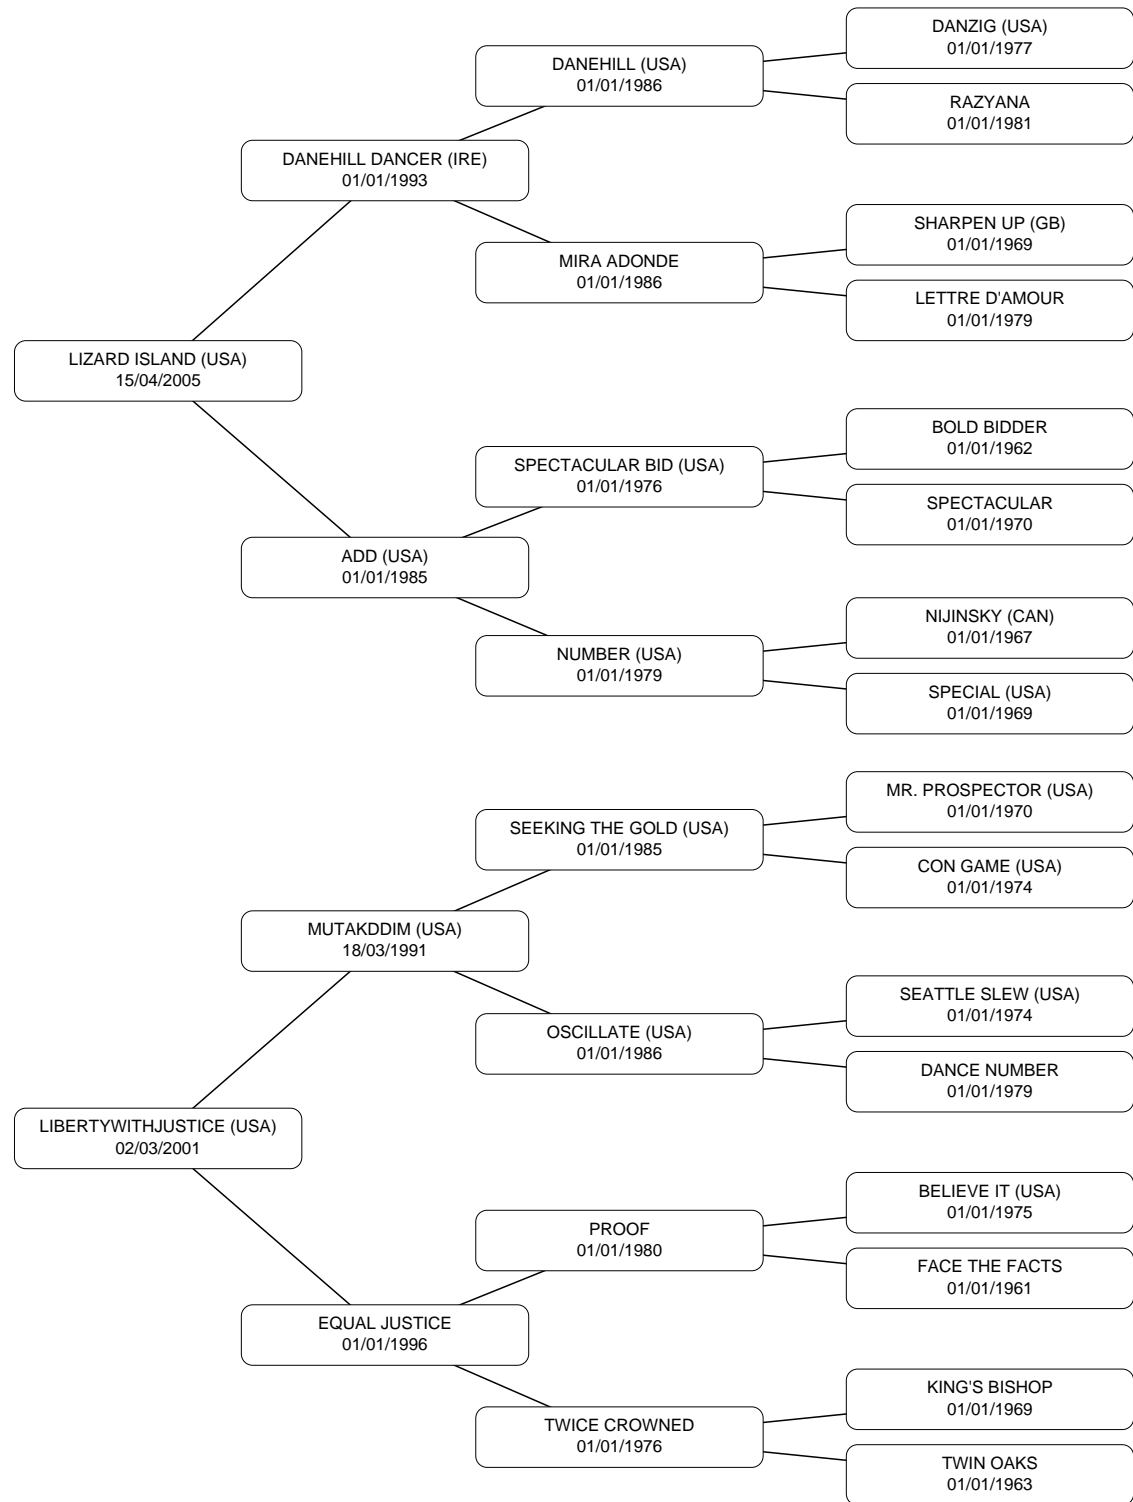 DANZIG (USA)
01/01/1977
DANEHILL (USA)
01/01/1986
RAZYANA
01/01/1981
DANEHILL DANCER (IRE)
01/01/1993
SHARPEN UP (GB)
01/01/1969
MIRA ADONDE
01/01/1986
LETTRE D'AMOUR
01/01/1979
LIZARD ISLAND (USA)
15/04/2005
BOLD BIDDER
01/01/1962
SPECTACULAR BID (USA)
01/01/1976
SPECTACULAR
01/01/1970
ADD (USA)
01/01/1985
NIJINSKY (CAN)
01/01/1967
NUMBER (USA)
01/01/1979
SPECIAL (USA)
01/01/1969
MR. PROSPECTOR (USA)
01/01/1970
SEEKING THE GOLD (USA)
01/01/1985
CON GAME (USA)
01/01/1974
MUTAKDDIM (USA)
18/03/1991
SEATTLE SLEW (USA)
01/01/1974
OSCILLATE (USA)
01/01/1986
DANCE NUMBER
01/01/1979
LIBERTYWITHJUSTICE (USA)
02/03/2001
BELIEVE IT (USA)
01/01/1975
PROOF
01/01/1980
FACE THE FACTS
01/01/1961
EQUAL JUSTICE
01/01/1996
KING'S BISHOP
01/01/1969
TWICE CROWNED
01/01/1976
TWIN OAKS
01/01/1963